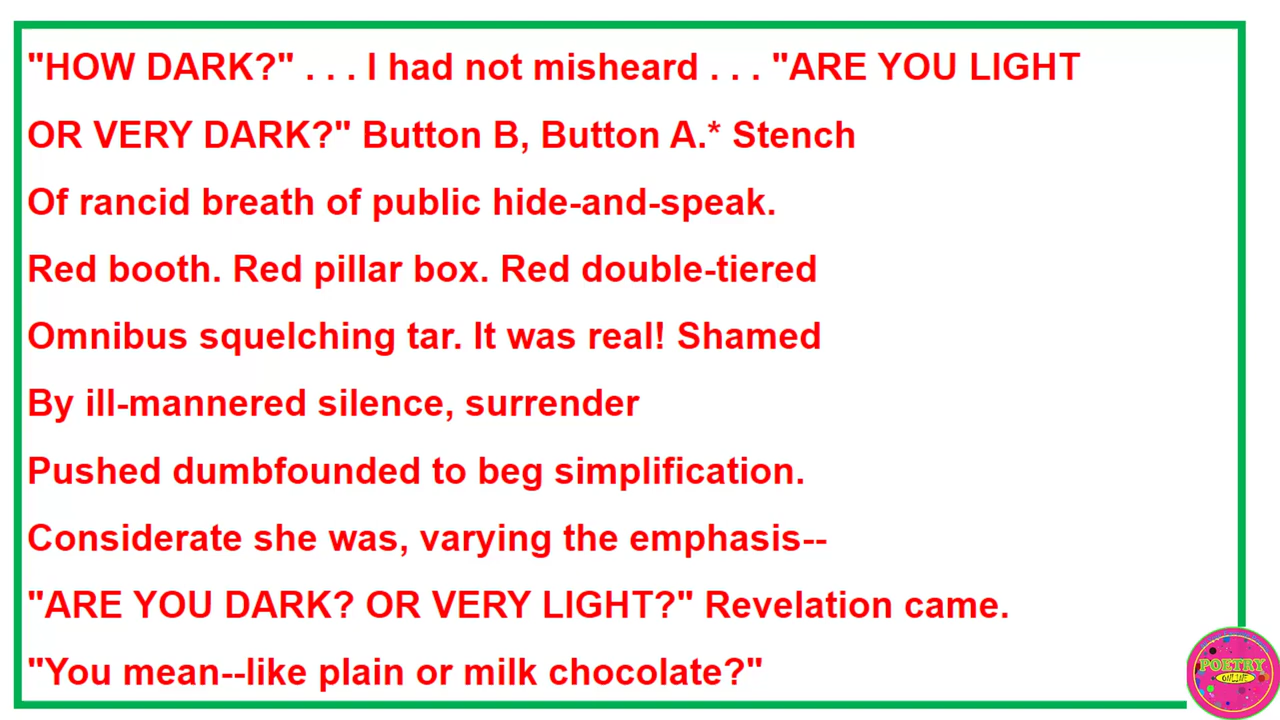 "HOW DARK?" . . . I had not misheard . . . "ARE YOU LIGHT
OR VERY DARK?" Button B, Button A.* Stench
Of rancid breath of public hide-and-speak.
Red booth. Red pillar box. Red double-tiered
Omnibus squelching tar. It was real! Shamed
By ill-mannered silence, surrender
Pushed dumbfounded to beg simplification.
Considerate she was, varying the emphasis--
"ARE YOU DARK? OR VERY LIGHT?" Revelation came.
"You mean--like plain or milk chocolate?"
POETRY
ONLINE